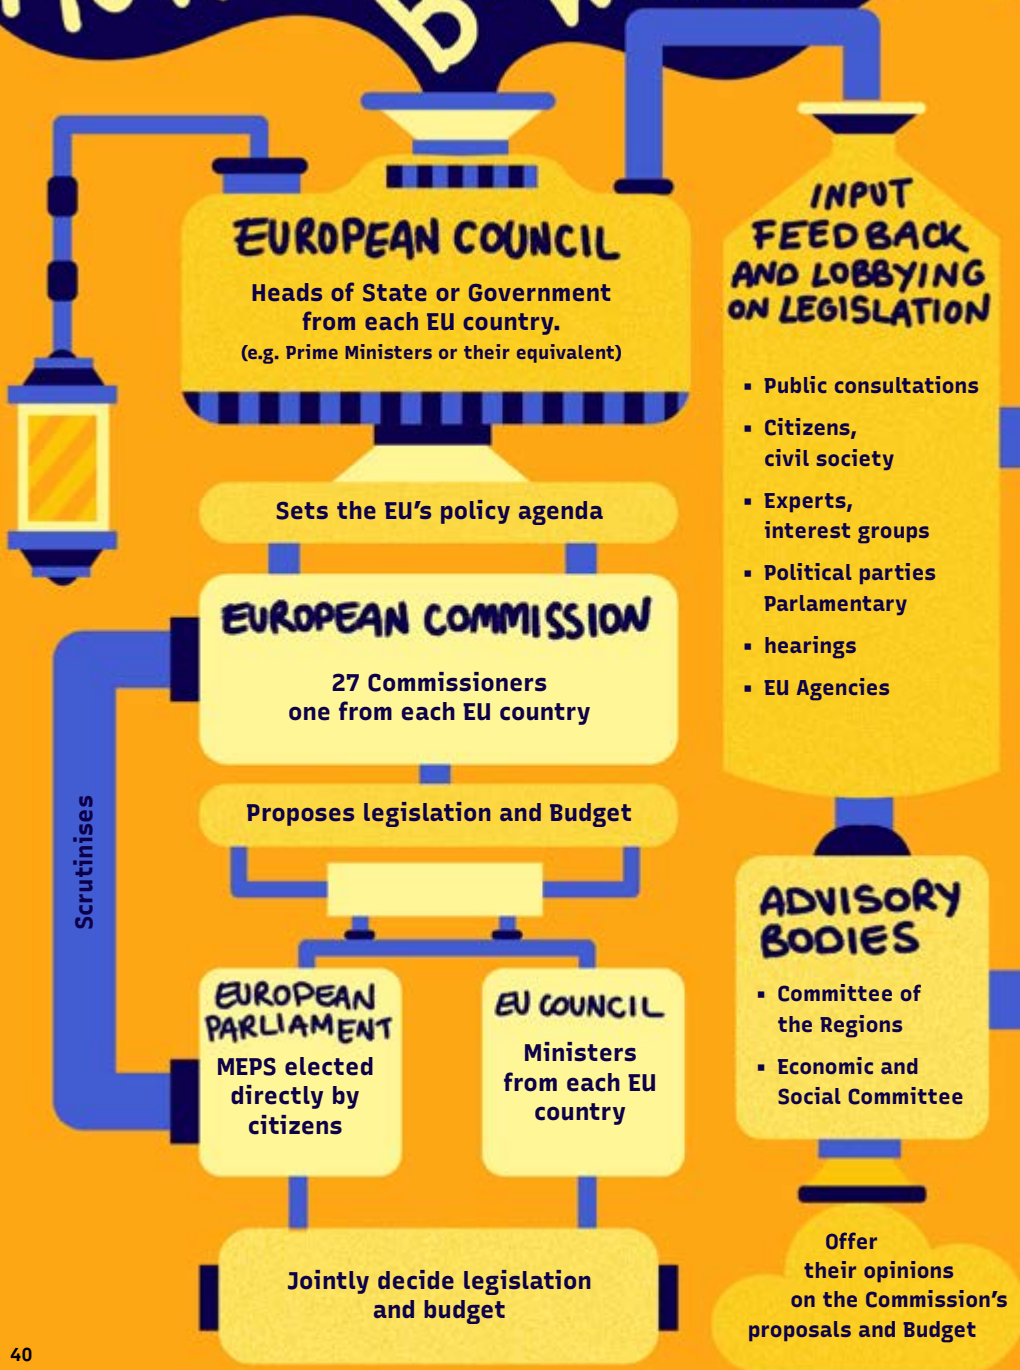 EUROPEAN COUNCIL
Heads of State or Government
from each EU country.
(e.g. Prime Ministers or their equivalent)
Sets the EU's policy agenda
EUROPEAN COMMISSION
27 Commissioners
one from each EU country
Proposes legislation and Budget
Scrutinises
EUROPEAN
PARLIAMENT
MEPS elected
directly by
citizens
EU COUNCIL
Ministers
from each EU
country
Jointly decide legislation
and budget
INPUT
FEEDBACK
AND LOBBYING
ON LEGISLATION
▪ Public consultations
▪ Citizens,
civil society
▪ Experts,
interest groups
▪ Political parties
Parlamentary
▪ hearings
▪ EU Agencies
ADVISORY
BODIES
▪ Committee of
the Regions
▪ Economic and
Social Committee
Offer
their opinions
on the Commission's
proposals and Budget
40